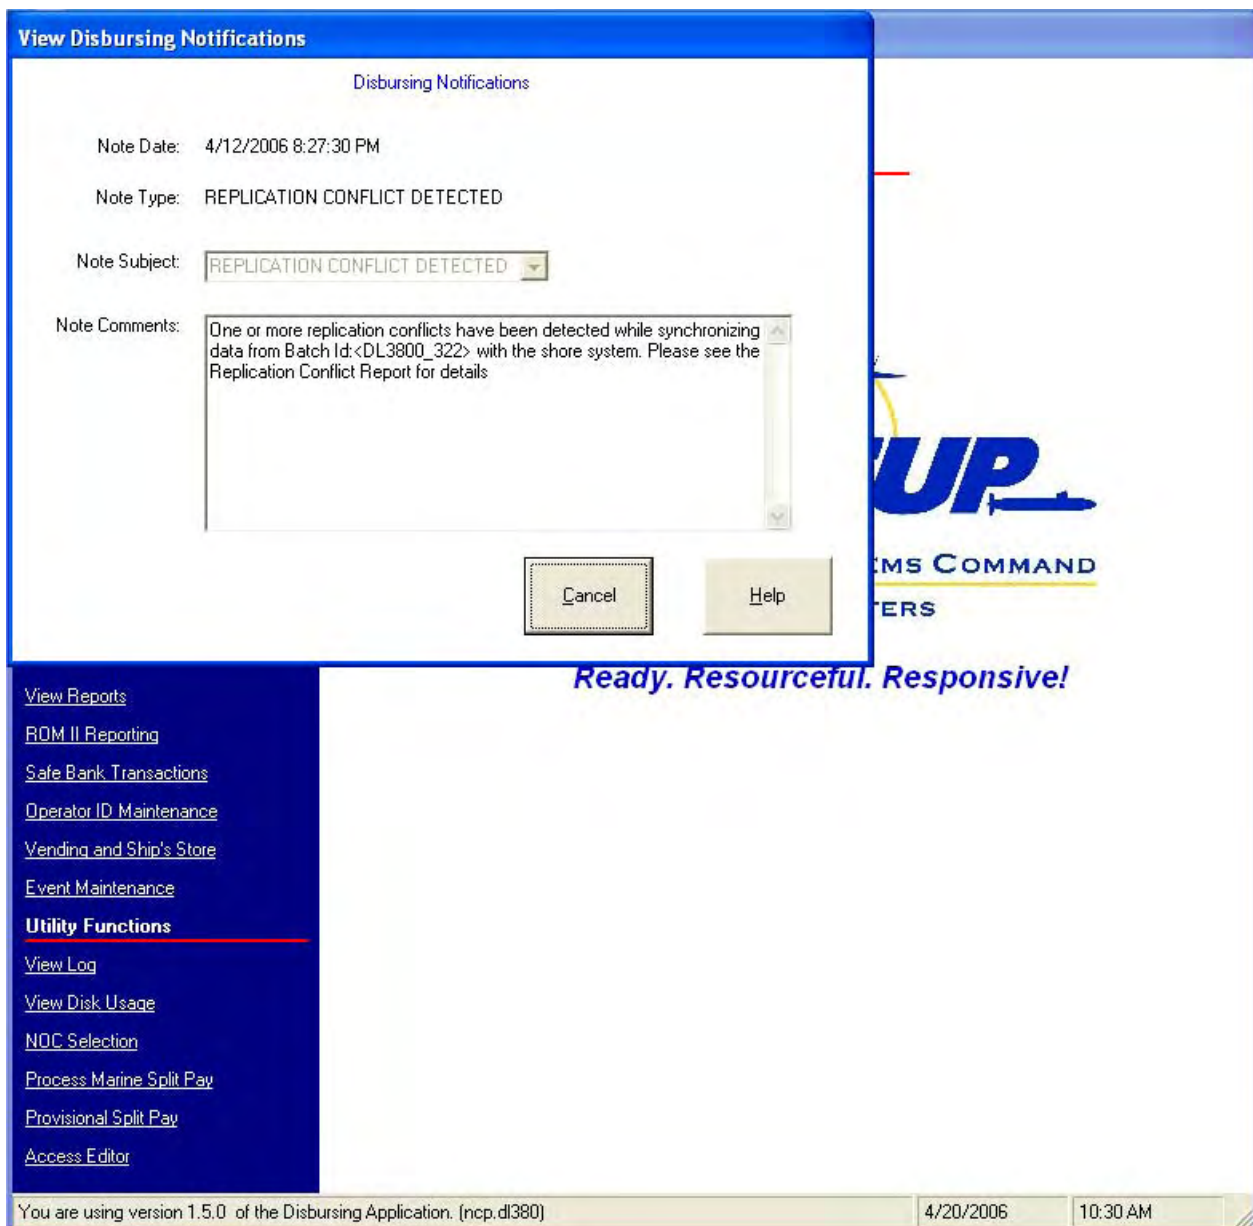 View Disbursing Notifications
Disbursing Notifications
Note Date: 4/12/2006 8:27:30 PM
Note Type: REPLICATION CONFLICT DETECTED
Note Subject: REPLICATION CONFLICT DETECTED
Note Comments: One or more replication conflicts have been detected while synchronizing
data from Batch Id:<DL3800_322> with the shore system. Please see the
Replication Conflict Report for details
Cancel Help
UP
MS COMMAND
ERS
Ready. Resourceful. Responsive!
View Reports
ROM II Reporting
Safe Bank Transactions
Operator ID Maintenance
Vending and Ship's Store
Event Maintenance
Utility Functions
View Log
View Disk Usage
NOC Selection
Process Marine Split Pay
Provisional Split Pay
Access Editor
You are using version 1.5.0 of the Disbursing Application. (ncp.dl380) 4/20/2006 10:30 AM